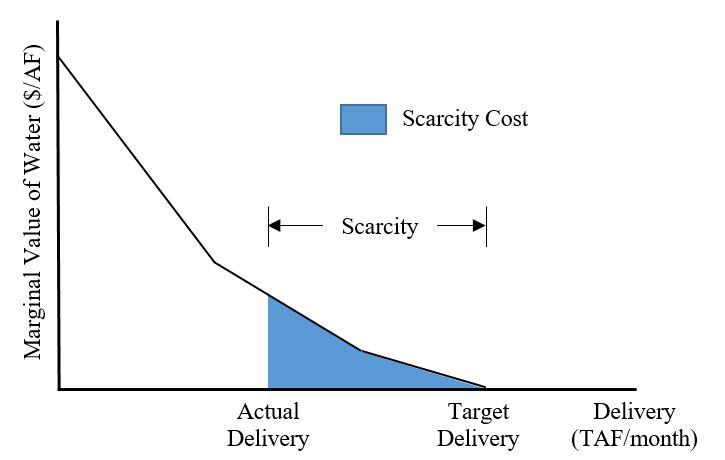 Marginal Value of Water ($/AF)
Scarcity Cost
Scarcity
Actual
Delivery
Target
Delivery
Delivery
(TAF/month)